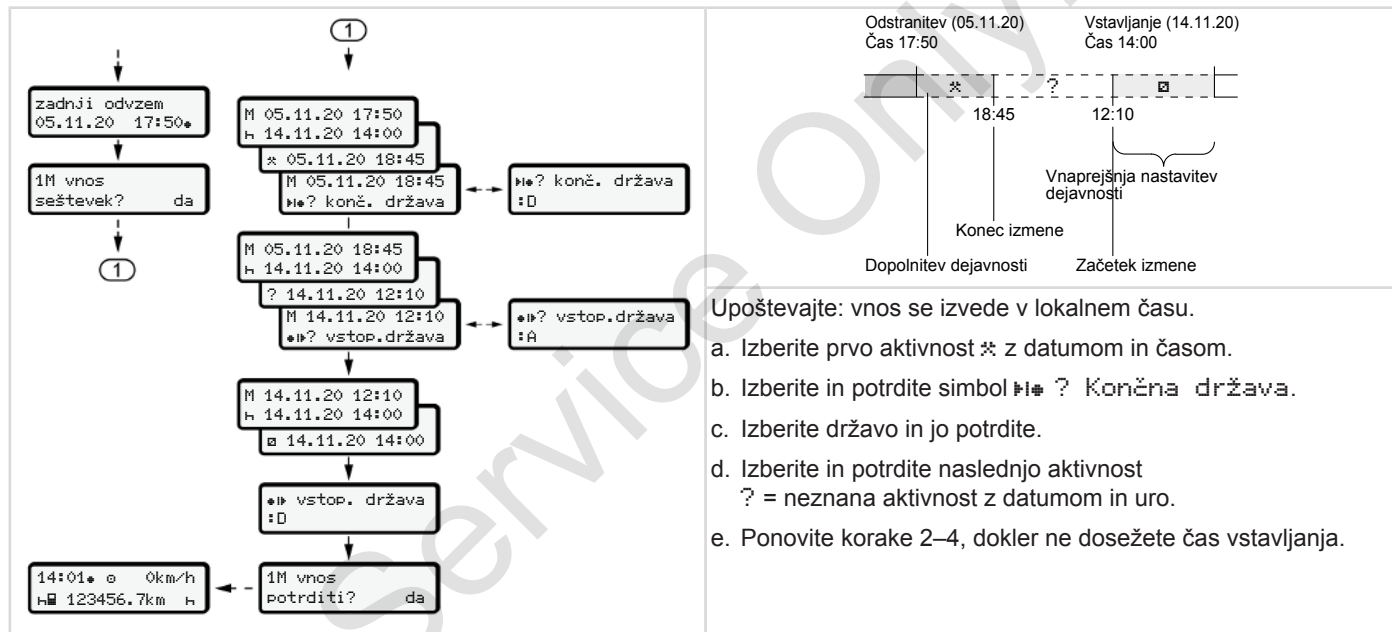 1
zadnji odvzem
05.11.20 17:50
1M vnos
seštevek? da
1
M 05.11.20 17:50
14.11.20 14:00
05.11.20 18:45
M 05.11.20 18:45
? konč. država
? konč. država
:D
M 05.11.20 18:45
14.11.20 14:00
? 14.11.20 12:10
M 14.11.20 12:10
? vstop.država
? vstop.država
:A
M 14.11.20 12:10
14.11.20 14:00
14.11.20 14:00
vstop. država
:D
1M vnos
potrditi? da
14:01 0km/h
123456.7km
Odstranitev (05.11.20)
Čas 17:50
Vstavljanje (14.11.20)
Čas 14:00
?
18:45
12:10
Vnaprejšnja nastavitev
dejavnosti
Konec izmene
Dopolnitev dejavnosti
Začetek izmene
Upoštevajte: vnos se izvede v lokalnem času.
a. Izberite prvo aktivnost z datumom in časom.
b. Izberite in potrdite simbol ? Končna država.
c. Izberite državo in jo potrdite.
d. Izberite in potrdite naslednjo aktivnost
? = neznana aktivnost z datumom in uro.
e. Ponovite korake 2–4, dokler ne dosežete čas vstavljanja.
Service Only